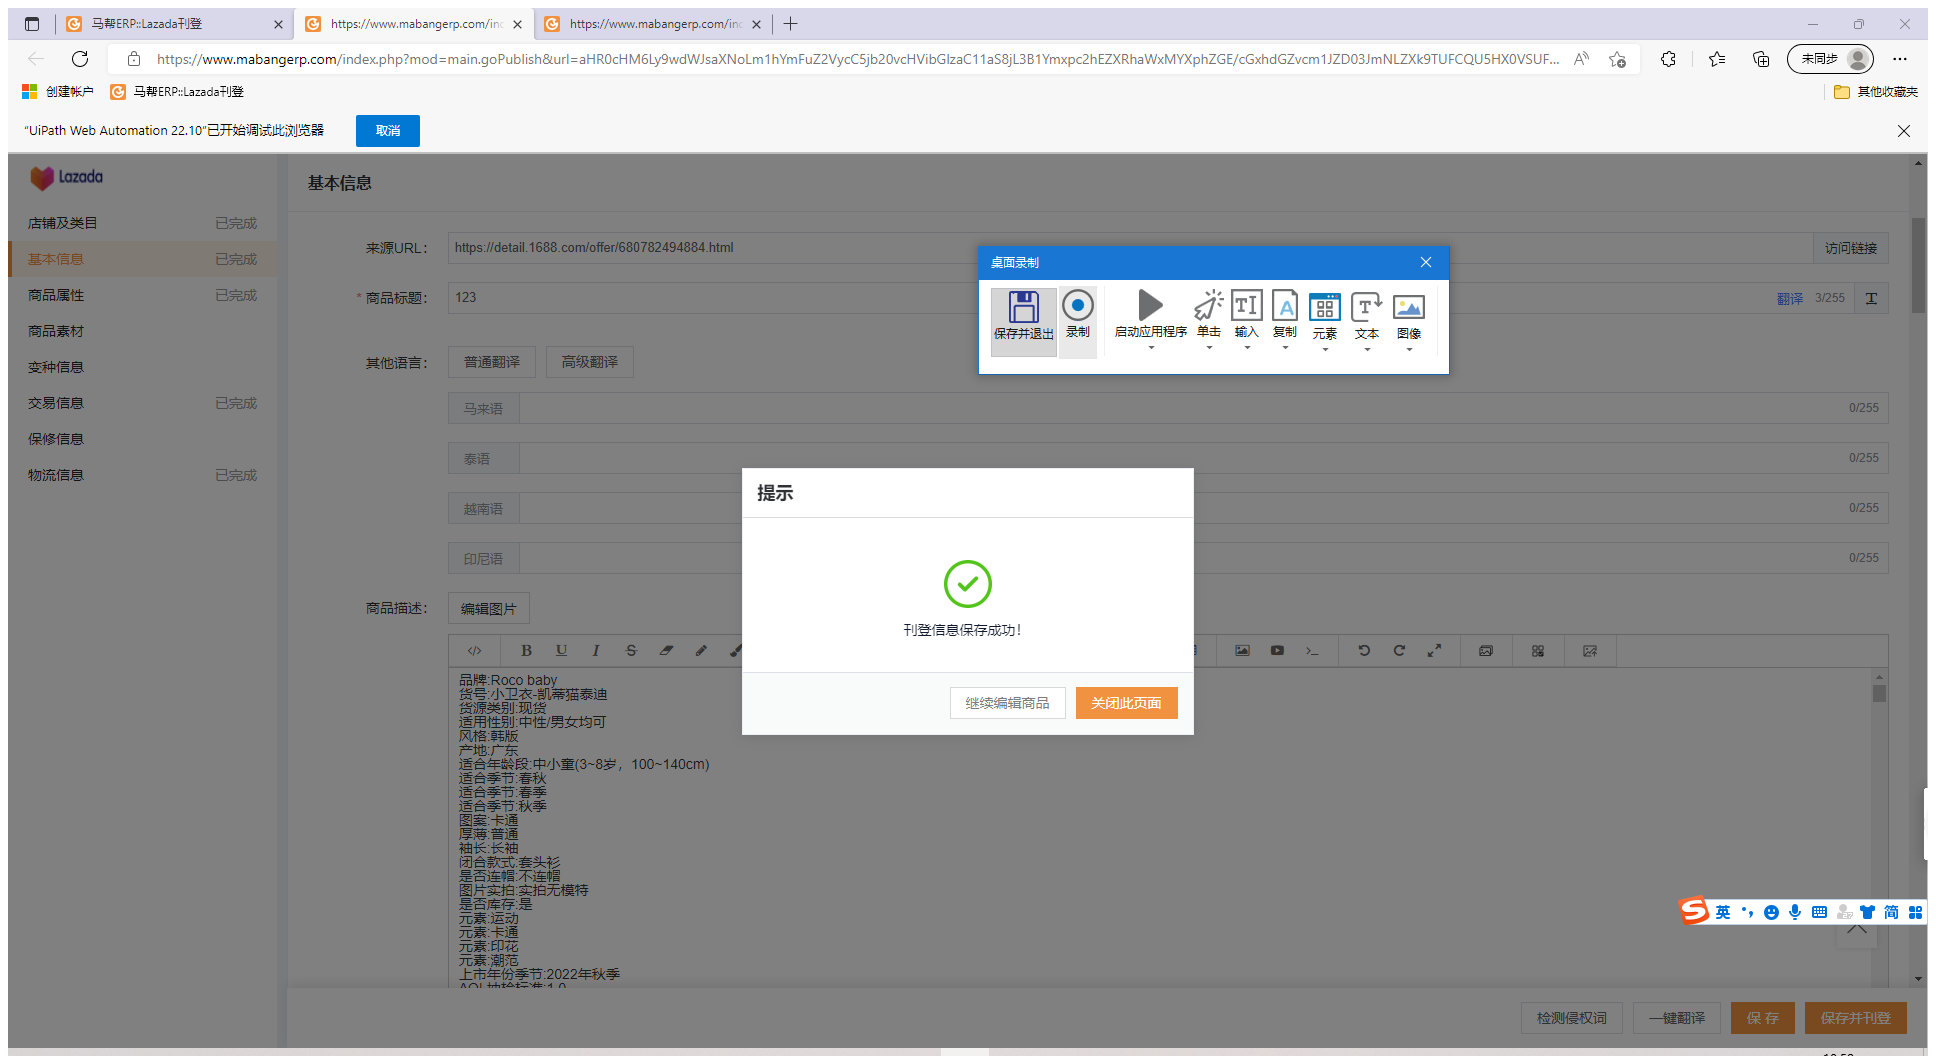 马帮ERP::Lazada刊登
https://www.mabangerp.com/ind
https://www.mabangerp.com/ind
https://www.mabangerp.com/index.php?mod=main.goPublish&url=aHR0cHM6Ly9wdWJsaXNoLm1hYmFuZ2VycC5jb20vcHVibGlzaC11aS8jL3B1Ymxpc2hEZXRhaWxMYXphZGE/cGxhdGZvcm1JZD03JmNLZXk9TUFCQU5HX0VSUF...
未同步
创建帐户
马帮ERP::Lazada刊登
其他收藏夹
“UiPath Web Automation 22.10”已开始调试此浏览器
取消
Lazada
店铺及类目 已完成
基本信息 已完成
商品属性 已完成
商品素材
变种信息
交易信息 已完成
保修信息
物流信息 已完成
基本信息
来源URL：
https://detail.1688.com/offer/680782494884.html
访问链接
* 商品标题：
123
翻译 3/255
桌面录制
保存并退出
录制
启动应用程序
单击
输入
复制
元素
文本
图像
其他语言：
普通翻译
高级翻译
马来语 0/255
泰语 0/255
越南语 0/255
印尼语 0/255
商品描述：
编辑图片
品牌:Roco baby
货号:小卫衣-凯蒂猫泰迪
货源类别:现货
适用性别:中性/男女均可
风格:韩版
产地:广东
适合年龄段:中小童(3~8岁，100~140cm)
适合季节:春秋
适合季节:春季
适合季节:秋季
图案:卡通
厚薄:普通
袖长:长袖
闭合款式:套头衫
是否连帽:不连帽
图片实拍:实拍无模特
是否库存:是
元素:运动
元素:卡通
元素:印花
元素:潮范
上市年份季节:2022年秋季
提示
刊登信息保存成功！
继续编辑商品
关闭此页面
英
简
检测侵权词
一键翻译
保 存
保存并刊登